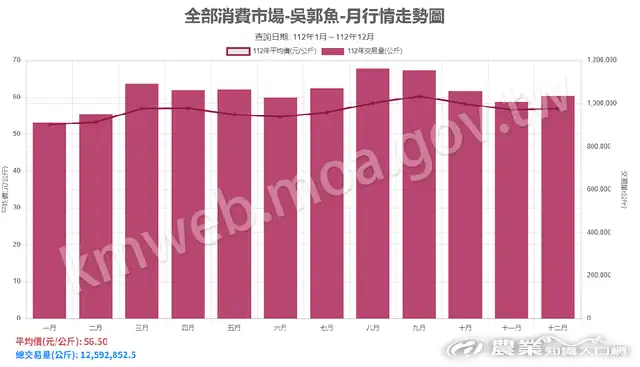 全部消費市場-吳郭魚-月行情走勢圖
查詢日期: 112年1月 ~ 112年12月
112年平均價(元/公斤) 112年交易量(公斤)
70 1,200,000
60 1,000,000
50 800,000
40
600,000
30
400,000
20
200,000
10
0 0
平均價(元/公斤)
交易量(公斤)
kmweb.moa.gov.tw
一月 二月 三月 四月 五月 六月 七月 八月 九月 十月 十一月 十二月
平均價(元/公斤): 56.50
總交易量(公斤): 12,592,852.5
農業知識入口網